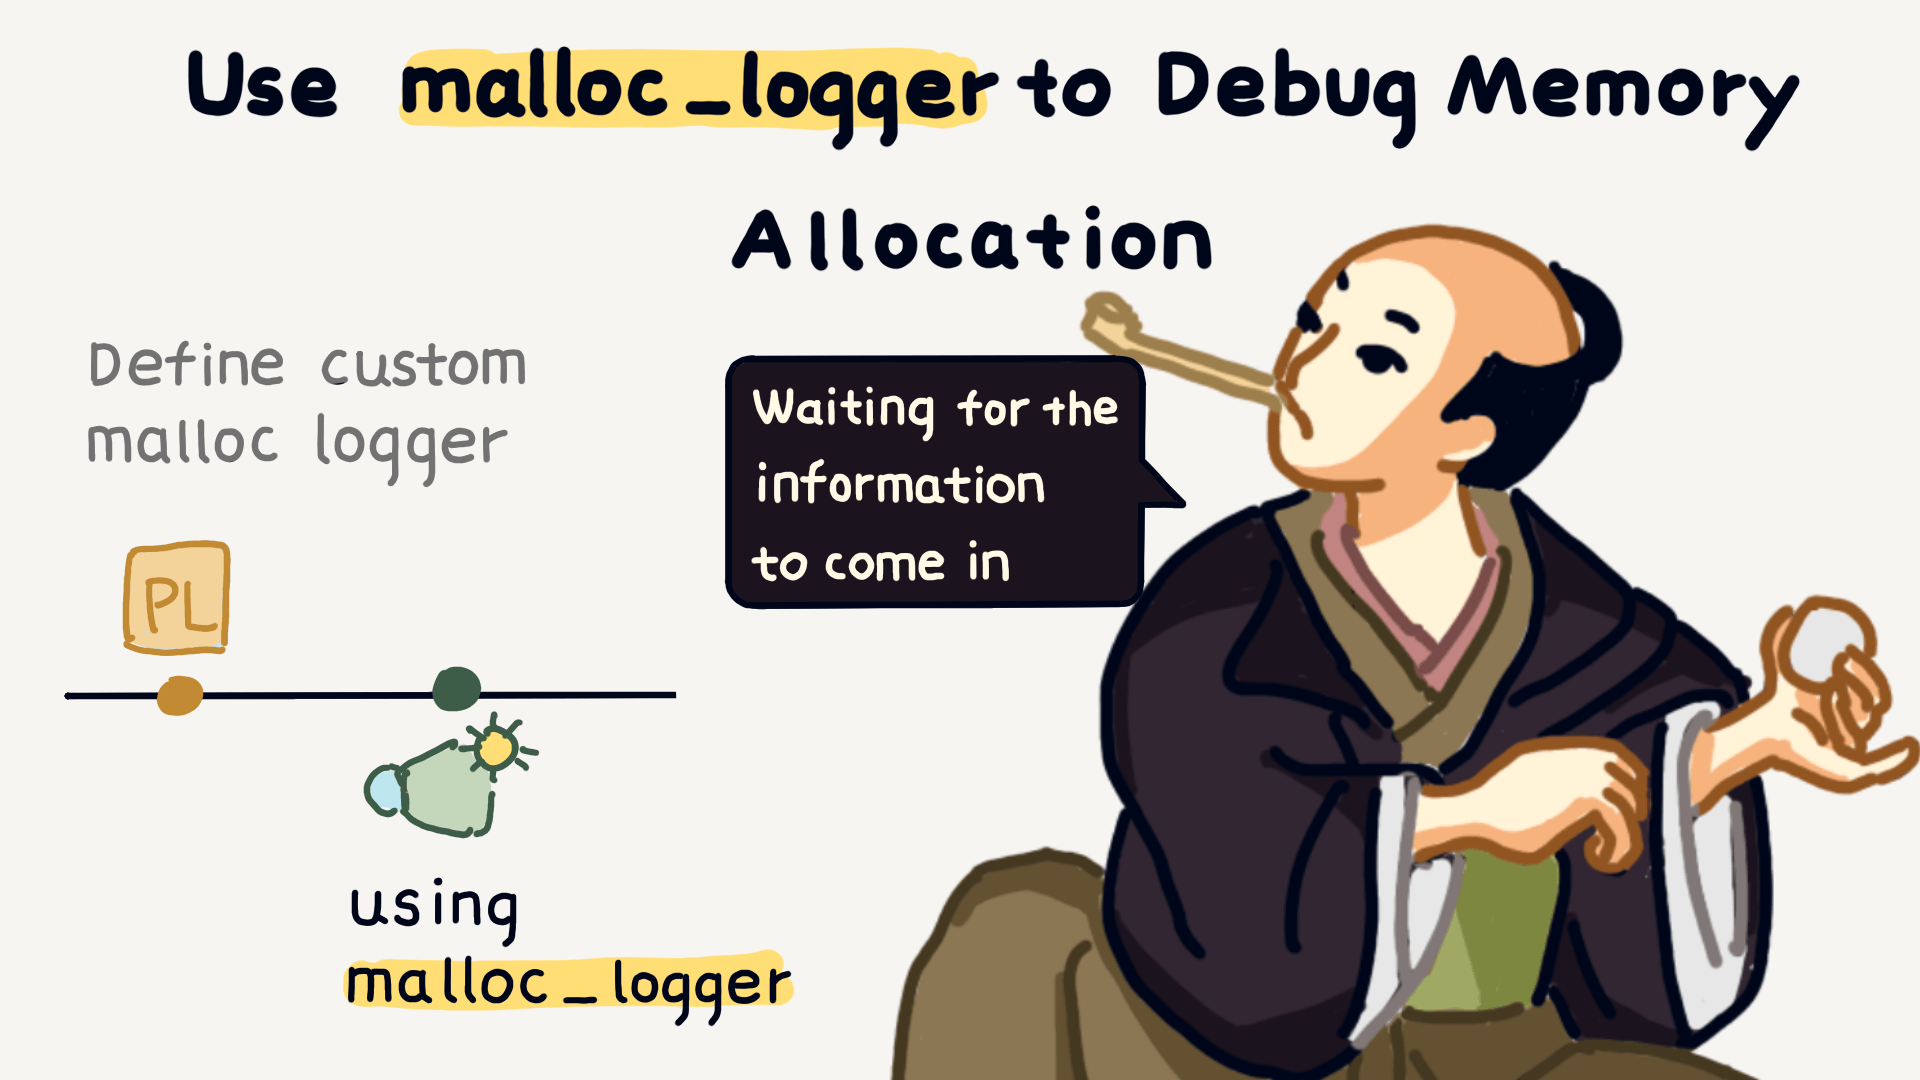 Use malloc_logger to Debug Memory
Allocation
Define custom
malloc logger
Waiting for the
information
to come in
PL
using
malloc_logger